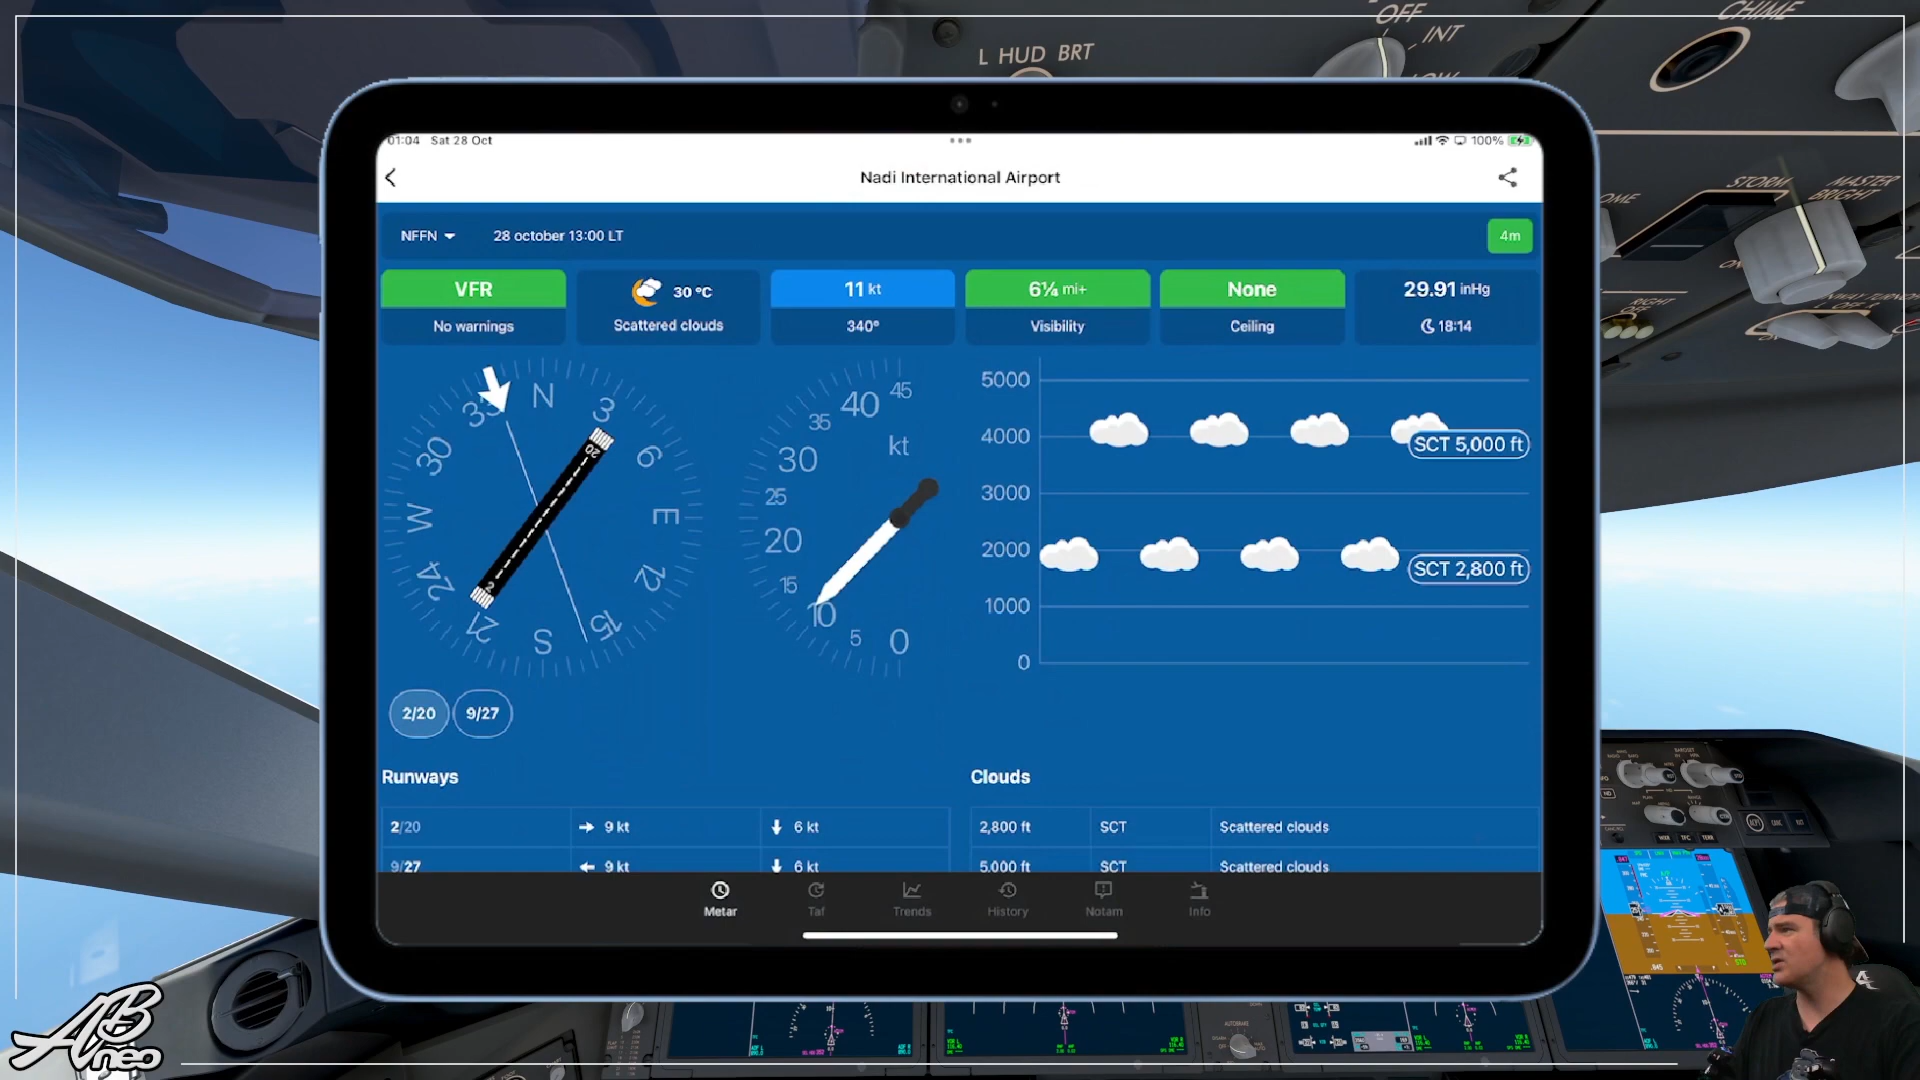 OFF
INT
CHIME
L HUD BRT
LOW
STORM
MASTER
BRIGHT
01:04 Sat 28 Oct
100%
Nadi International Airport
NFFN
28 october 13:00 LT
4m
VFR
No warnings
30 °C
Scattered clouds
11 kt
340°
6¼ mi+
Visibility
None
Ceiling
29.91 inHg
18:14
N
3
6
E
12
15
S
21
24
W
30
33
20
2
45
40
35
kt
30
25
20
15
10
5
0
5000
4000
3000
2000
1000
0
SCT 5,000 ft
SCT 2,800 ft
2/20
9/27
Runways
2/20
9 kt
6 kt
9/27
9 kt
6 kt
Clouds
2,800 ft
SCT
Scattered clouds
5,000 ft
SCT
Scattered clouds
Metar
Taf
Trends
History
Notam
Info
RIGHT
OFF
AB
neo